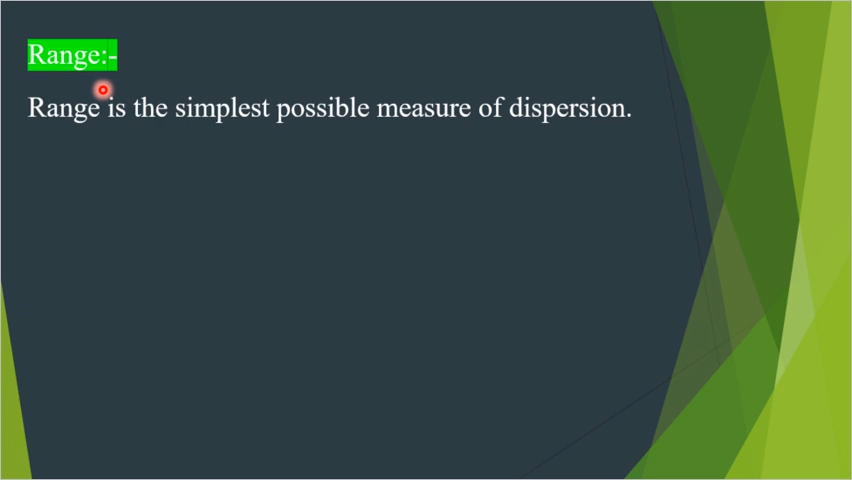 Range:-
Range is the simplest possible measure of dispersion.